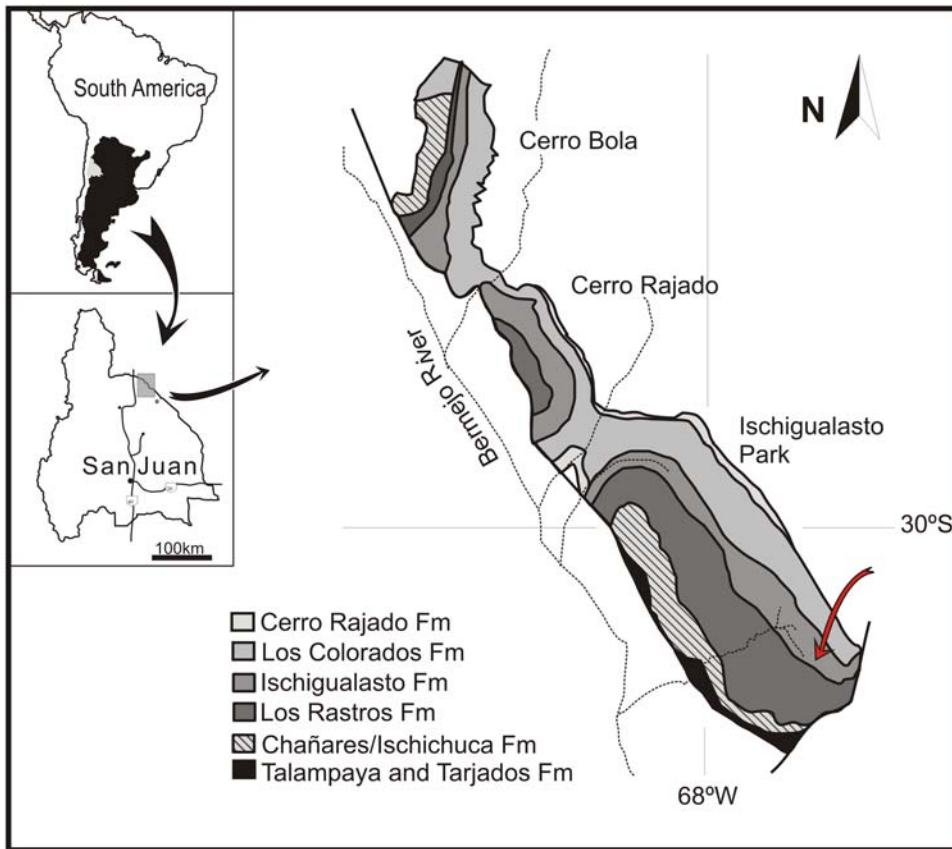 South America
San Juan
100km
N
Cerro Bola
Cerro Rajado
Bermejo River
Ischigualasto
Park
30ºS
68ºW
Cerro Rajado Fm
Los Colorados Fm
Ischigualasto Fm
Los Rastros Fm
Chañares/Ischichuca Fm
Talampaya and Tarjados Fm